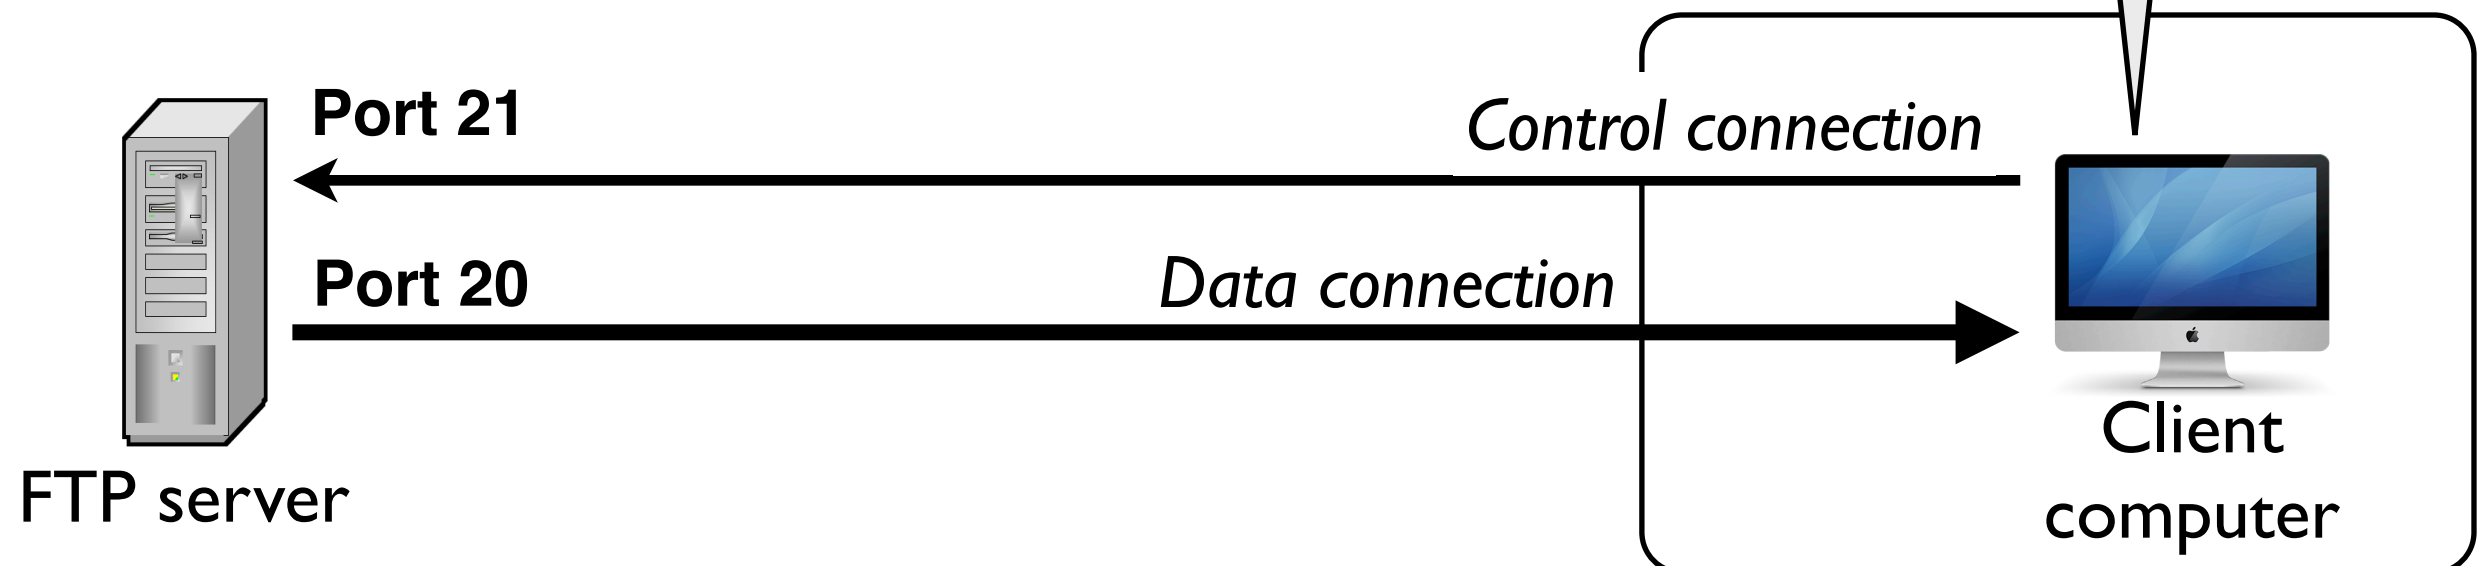 Port 21
Control connection
Port 20
Data connection
FTP server
Client
computer